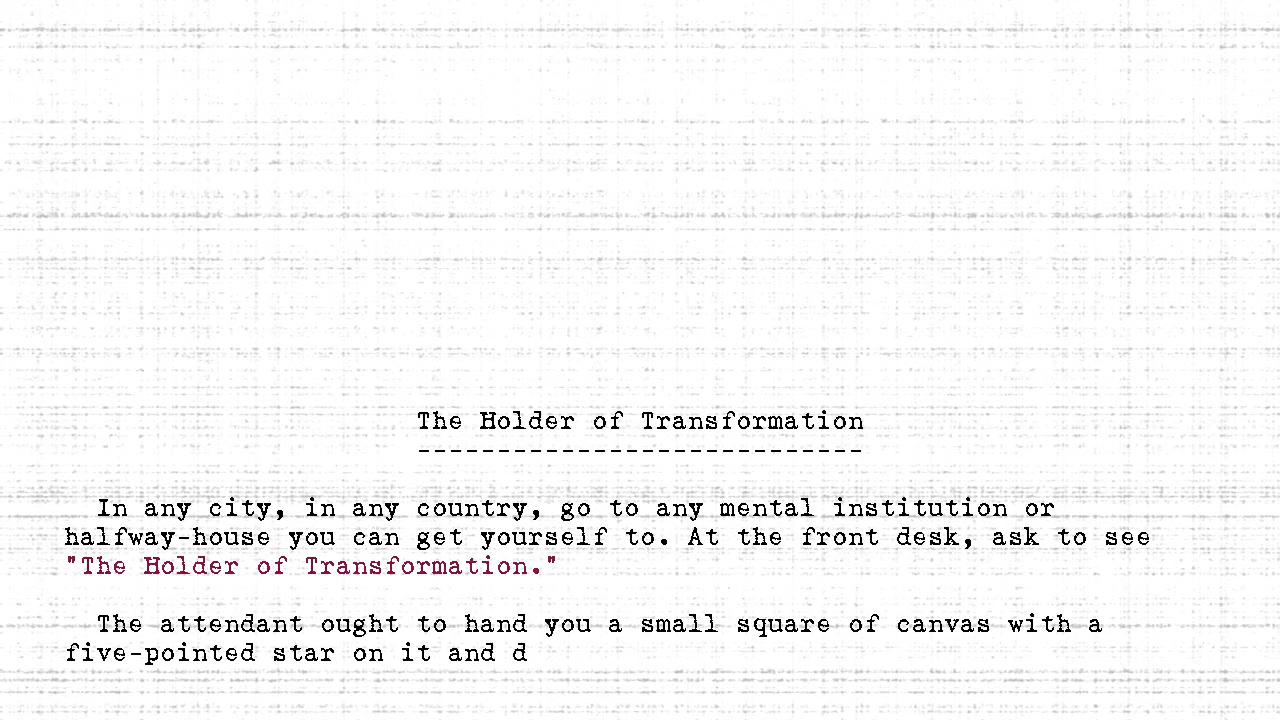 The Holder of Transformation
----------------------------
In any city, in any country, go to any mental institution or
halfway-house you can get yourself to. At the front desk, ask to see
"The Holder of Transformation."
The attendant ought to hand you a small square of canvas with a
five-pointed star on it and d